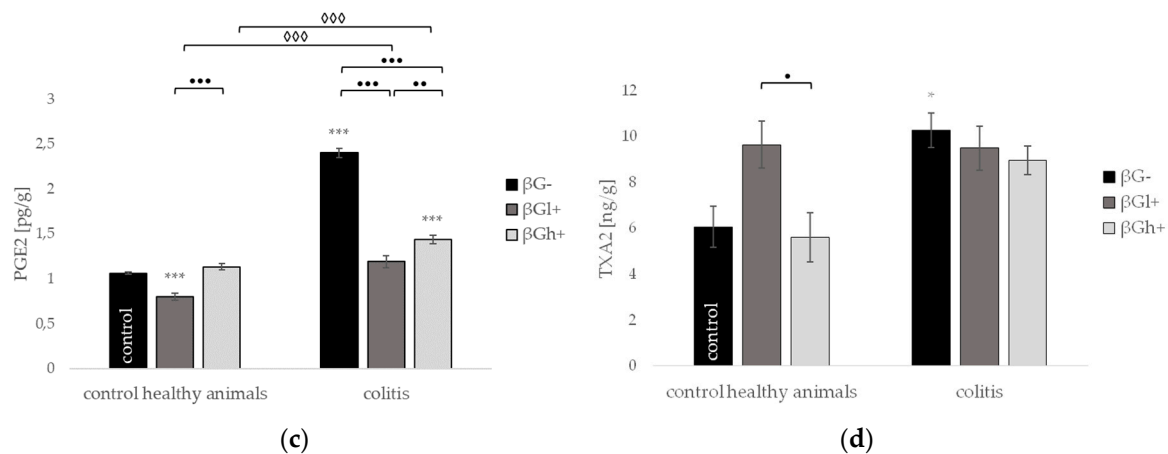 ◊◊◊
◊◊◊
•••
•••
•••
••
3
2,5
2
1,5
1
0,5
0
PGE2 [pg/g]
***
***
***
control
control healthy animals
colitis
βG-
βGl+
βGh+
(c)
•
*
12
10
8
6
4
2
0
TXA2 [ng/g]
control
control healthy animals
colitis
βG-
βGl+
βGh+
(d)